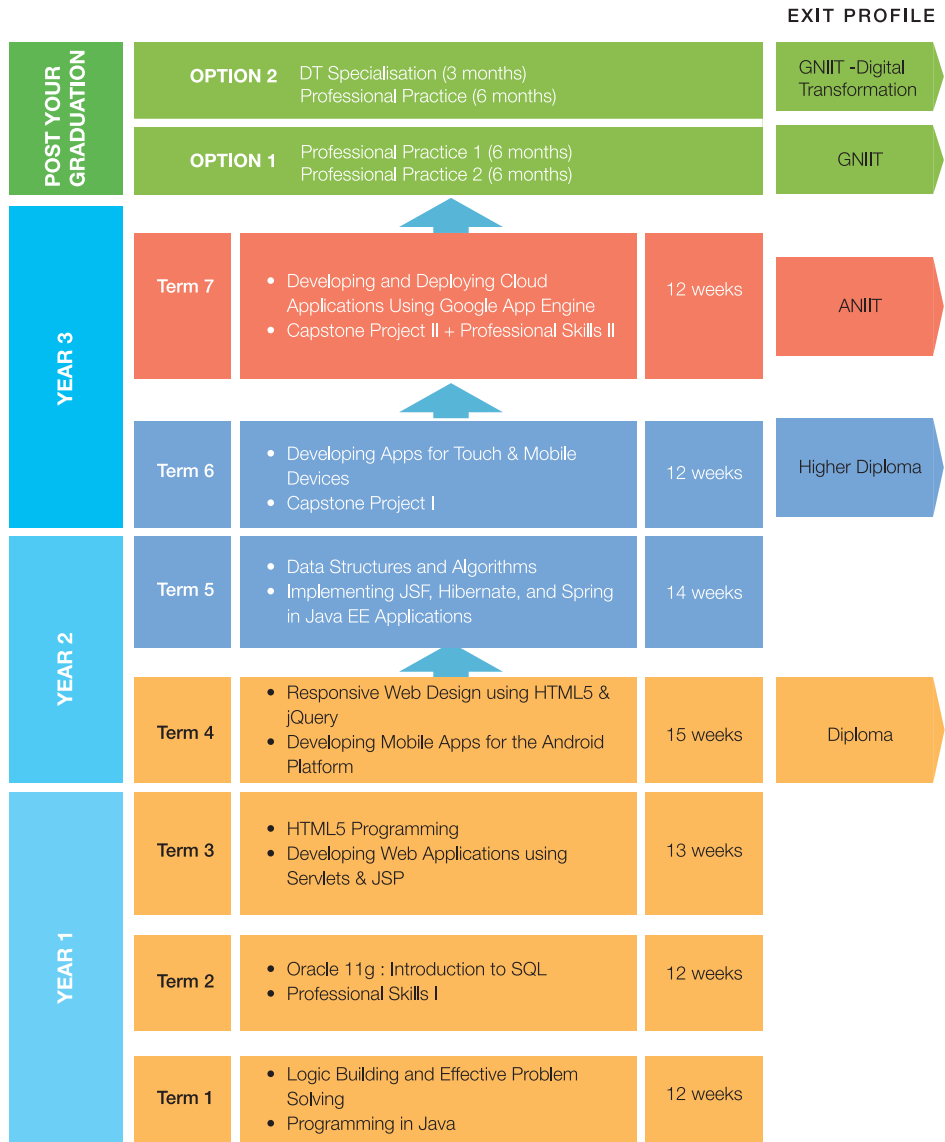 EXIT PROFILE
POST YOUR
GRADUATION
OPTION 2
DT Specialisation (3 months)
Professional Practice (6 months)
GNIIT -Digital
Transformation
OPTION 1
Professional Practice 1 (6 months)
Professional Practice 2 (6 months)
GNIIT
YEAR 3
Term 7
• Developing and Deploying Cloud
Applications Using Google App Engine
• Capstone Project II + Professional Skills II
12 weeks
ANIIT
Term 6
• Developing Apps for Touch & Mobile
Devices
• Capstone Project I
12 weeks
Higher Diploma
YEAR 2
Term 5
• Data Structures and Algorithms
• Implementing JSF, Hibernate, and Spring
in Java EE Applications
14 weeks
Term 4
• Responsive Web Design using HTML5 &
jQuery
• Developing Mobile Apps for the Android
Platform
15 weeks
Diploma
YEAR 1
Term 3
• HTML5 Programming
• Developing Web Applications using
Servlets & JSP
13 weeks
Term 2
• Oracle 11g : Introduction to SQL
• Professional Skills I
12 weeks
Term 1
• Logic Building and Effective Problem
Solving
• Programming in Java
12 weeks